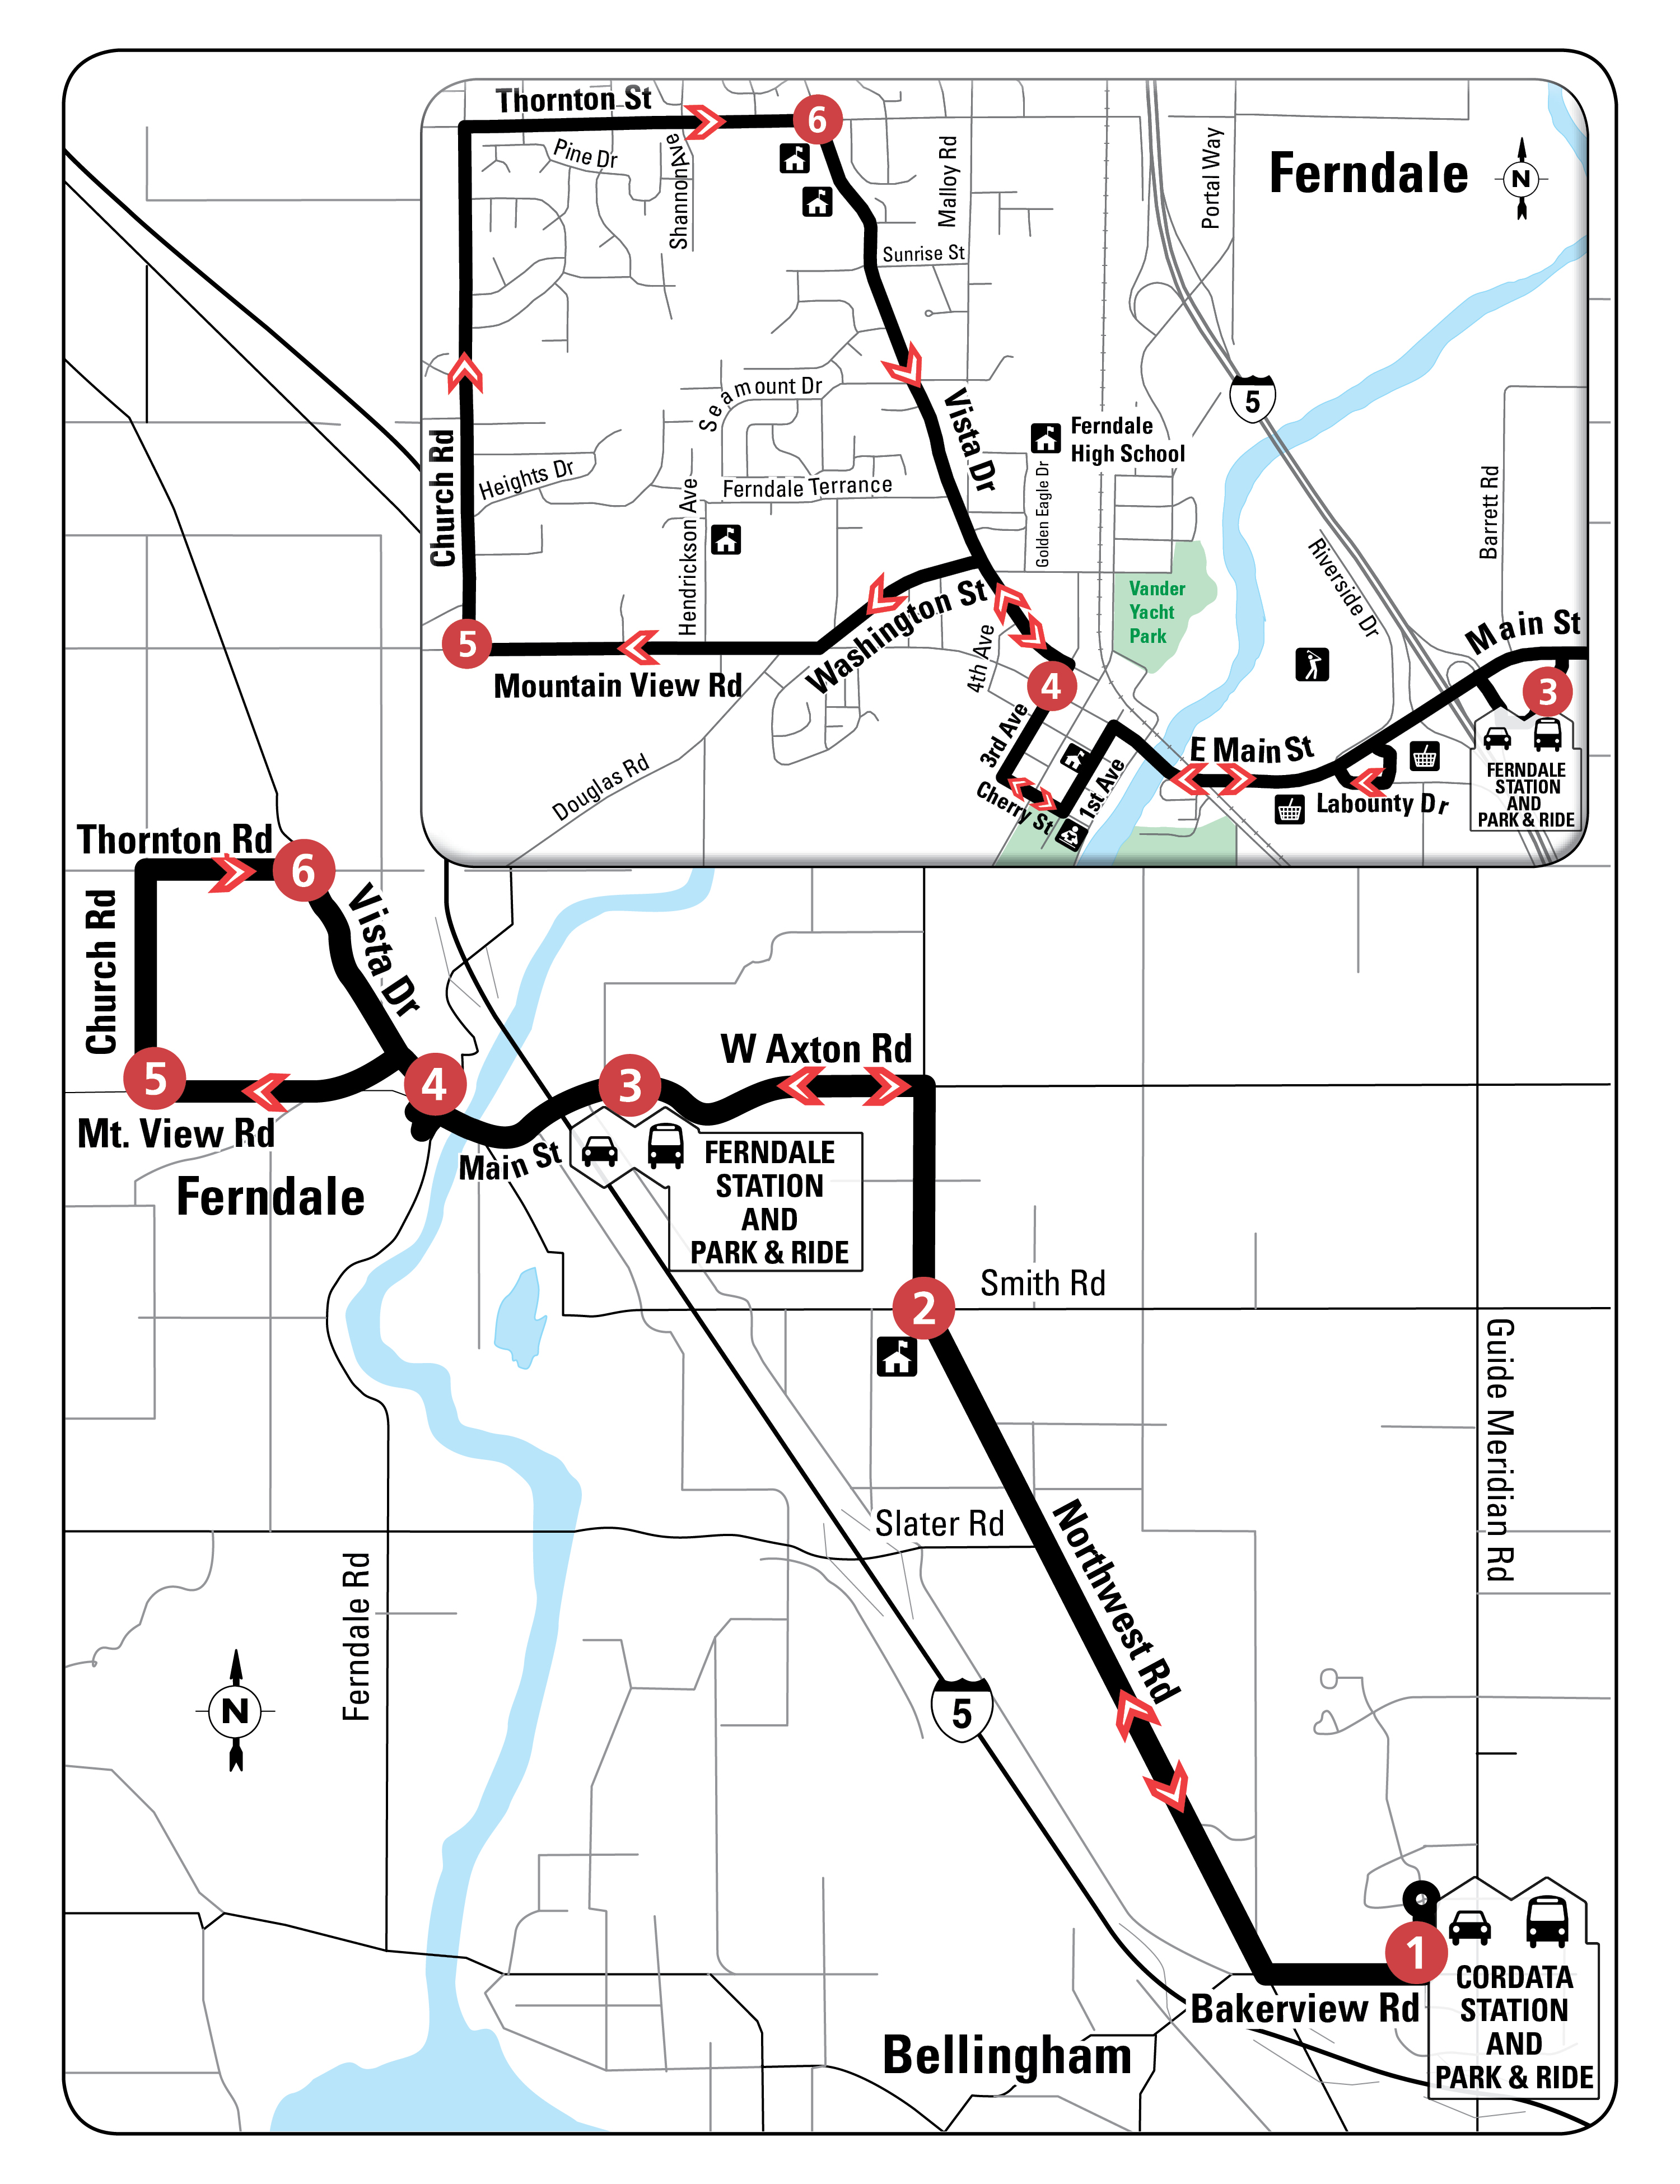 Thornton St
6
Pine Dr
Shannon Ave
Malloy Rd
Portal Way
Ferndale
N
Sunrise St
5
Seamount Dr
Vista Dr
Ferndale
High School
Church Rd
Heights Dr
Ferndale Terrance
Hendrickson Ave
Golden Eagle Dr
Barrett Rd
Riverside Dr
Vander
Yacht
Park
Washington St
4th Ave
Main St
5
Mountain View Rd
4
3
3rd Ave
E Main St
1st Ave
Cherry St
Labounty Dr
Douglas Rd
FERNDALE
STATION
AND
PARK & RIDE
Thornton Rd
6
Church Rd
Vista Dr
W Axton Rd
5
4
3
Mt. View Rd
Main St
Ferndale
FERNDALE
STATION
AND
PARK & RIDE
Smith Rd
2
Guide Meridian Rd
Slater Rd
Northwest Rd
Ferndale Rd
N
5
1
Bakerview Rd
CORDATA
STATION
AND
PARK & RIDE
Bellingham